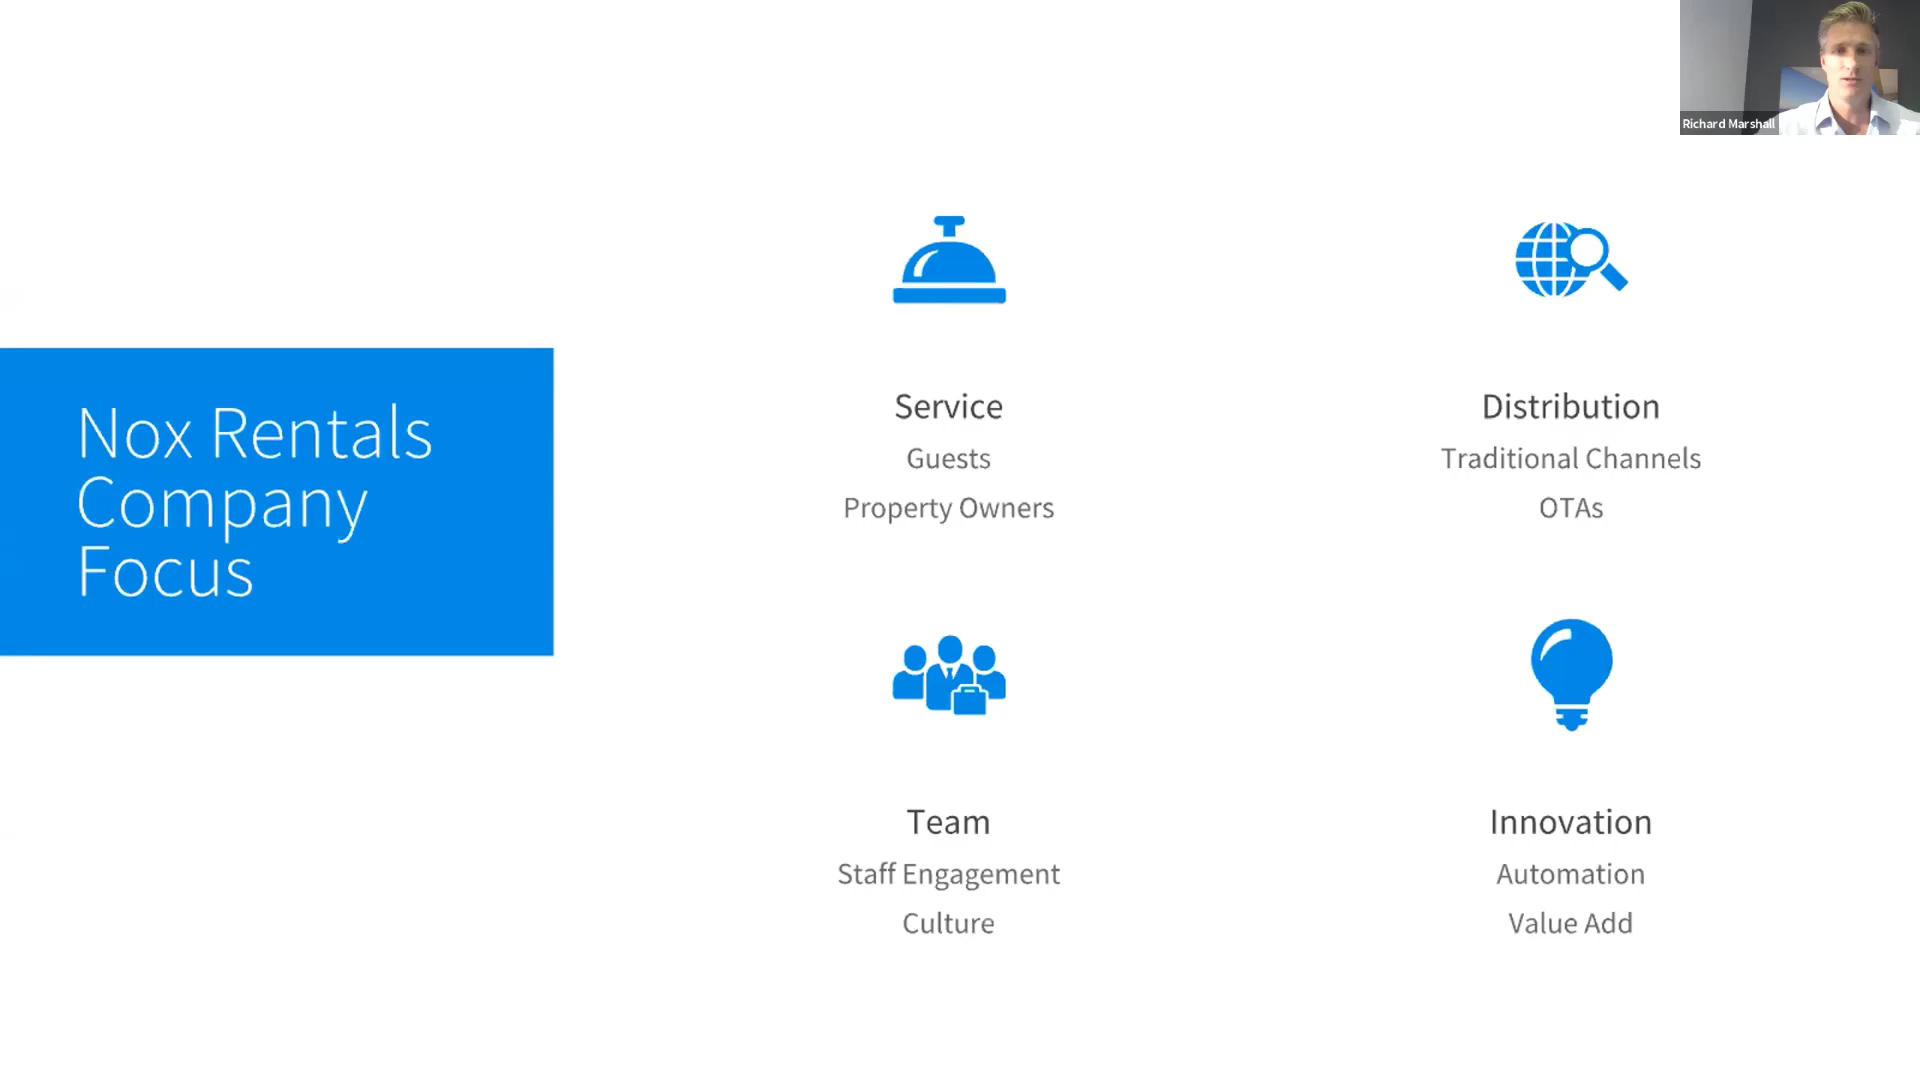 Richard Marshall
Nox Rentals
Company
Focus
Service
Guests
Property Owners
Distribution
Traditional Channels
OTAs
Team
Staff Engagement
Culture
Innovation
Automation
Value Add